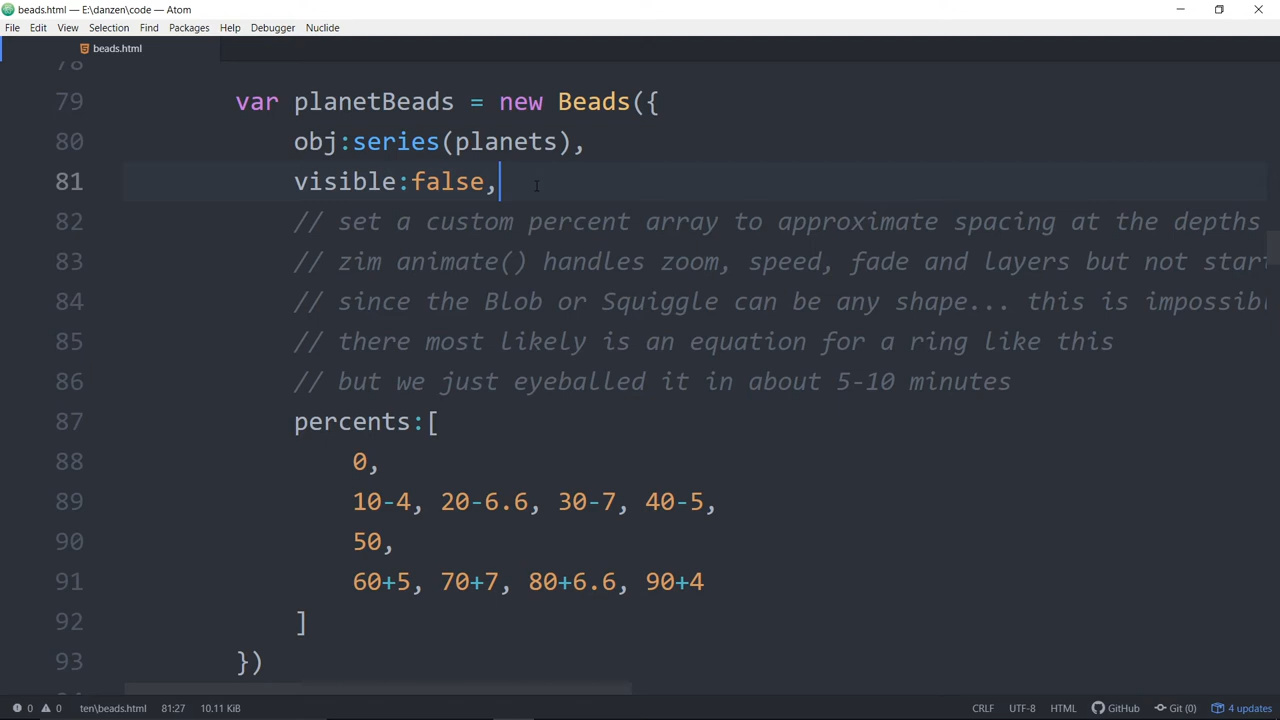 beads.html — E:\danzen\code — Atom
File Edit View Selection Find Packages Help Debugger Nuclide
beads.html
78
79 var planetBeads = new Beads({
80 obj:series(planets),
81 visible:false,
82 // set a custom percent array to approximate spacing at the depths
83 // zim animate() handles zoom, speed, fade and layers but not start
84 // since the Blob or Squiggle can be any shape... this is impossib
85 // there most likely is an equation for a ring like this
86 // but we just eyeballed it in about 5-10 minutes
87 percents:[
88 0,
89 10-4, 20-6.6, 30-7, 40-5,
90 50,
91 60+5, 70+7, 80+6.6, 90+4
92 ]
93 })
0 0 ten\beads.html 81:27 10.11 KiB CRLF UTF-8 HTML GitHub Git (0) 4 updates